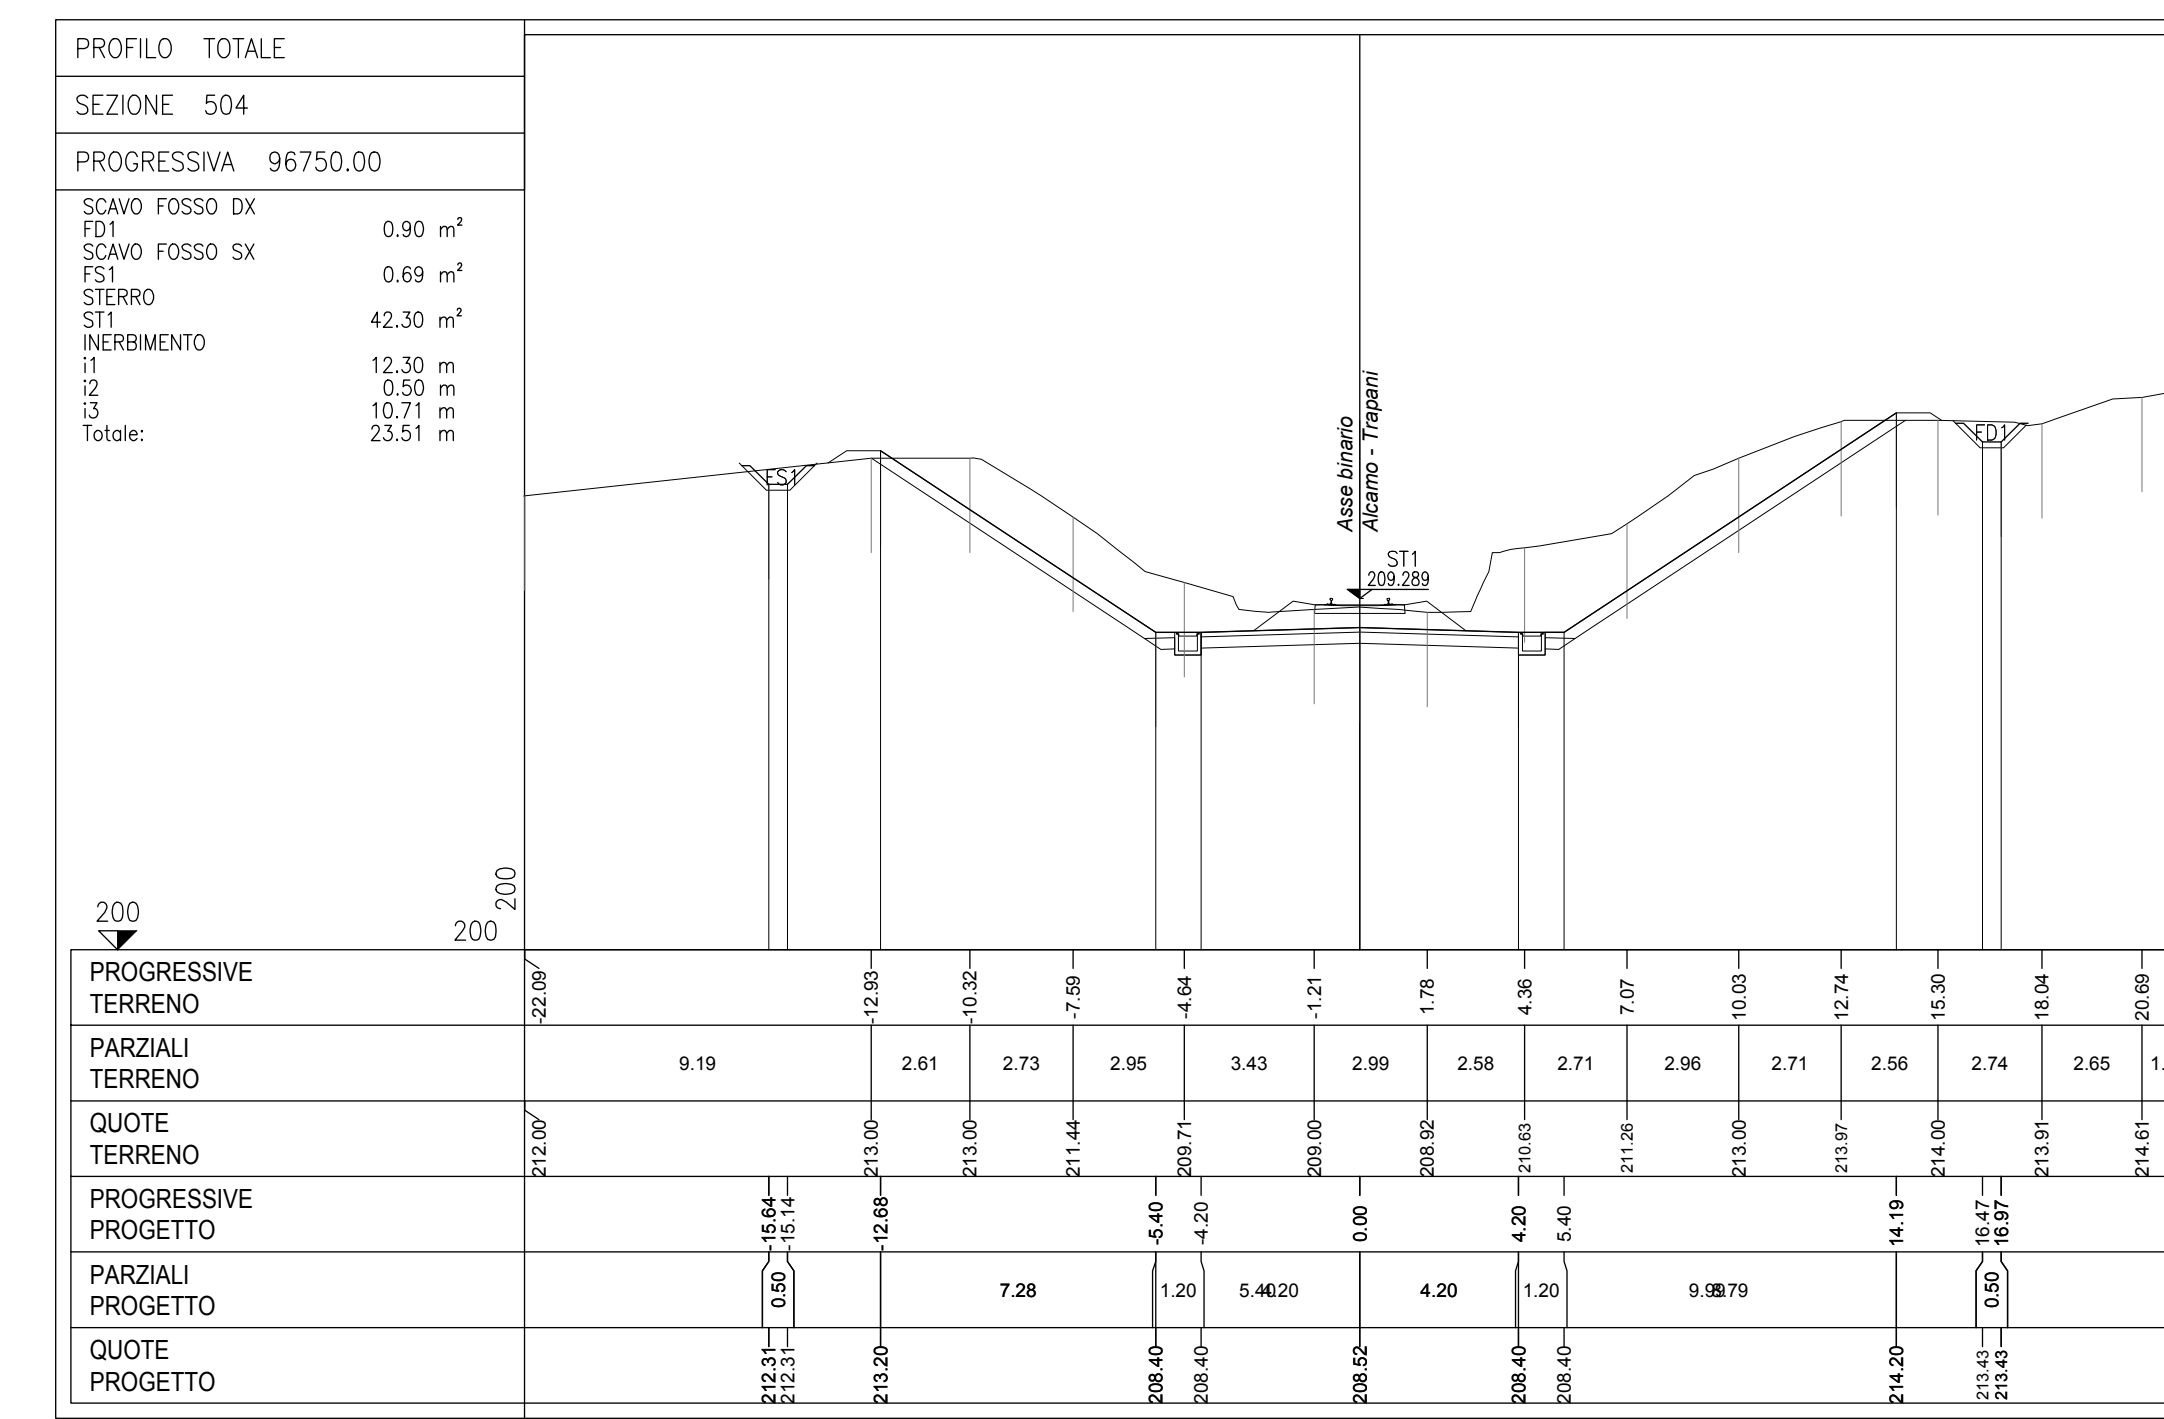 PROFILO TOTALE
SEZIONE 504
PROGRESSIVA 96750.00
SCAVO FOSSO DX
FD1 0.90 m²
SCAVO FOSSO SX
FS1 0.69 m²
STERRO
ST1 42.30 m²
INERBIMENTO
i1 12.30 m
i2 0.50 m
i3 10.71 m
Totale: 23.51 m
FS1
Asse binario
Alcamo - Trapani
ST1
209.289
FD1
200
200
200
PROGRESSIVE
TERRENO
-22.09 -12.93 -10.32 -7.59 -4.64 -1.21 1.78 4.36 7.07 10.03 12.74 15.30 18.04 20.69
PARZIALI
TERRENO
9.19 2.61 2.73 2.95 3.43 2.99 2.58 2.71 2.96 2.71 2.56 2.74 2.65
QUOTE
TERRENO
212.00 213.00 213.00 211.44 209.71 209.00 208.92 210.63 211.26 213.00 213.97 214.00 213.91 214.61
PROGRESSIVE
PROGETTO
-15.64 -15.14 -12.68 -5.40 -4.20 0.00 4.20 5.40 14.19 16.47 16.97
PARZIALI
PROGETTO
0.50 7.28 1.20 5.40 4.20 4.20 1.20 0.50
QUOTE
PROGETTO
212.31 212.31 213.20 208.40 208.40 208.52 208.40 208.40 214.20 213.43 213.43